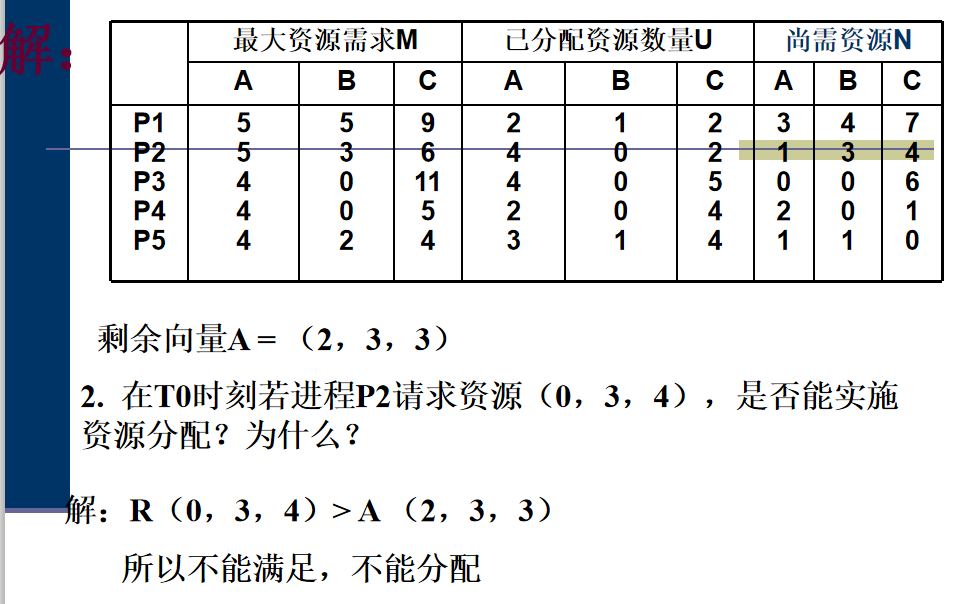 解：
最大资源需求M 已分配资源数量U 尚需资源N
A B C A B C A B C
P1 5 5 9 2 1 2 3 4 7
P2 5 3 6 4 0 2 1 3 4
P3 4 0 11 4 0 5 0 0 6
P4 4 0 5 2 0 4 2 0 1
P5 4 2 4 3 1 4 1 1 0
剩余向量A = （2，3，3）
2. 在T0时刻若进程P2请求资源（0，3，4），是否能实施
资源分配？为什么？
解：R（0，3，4）> A （2，3，3）
所以不能满足，不能分配